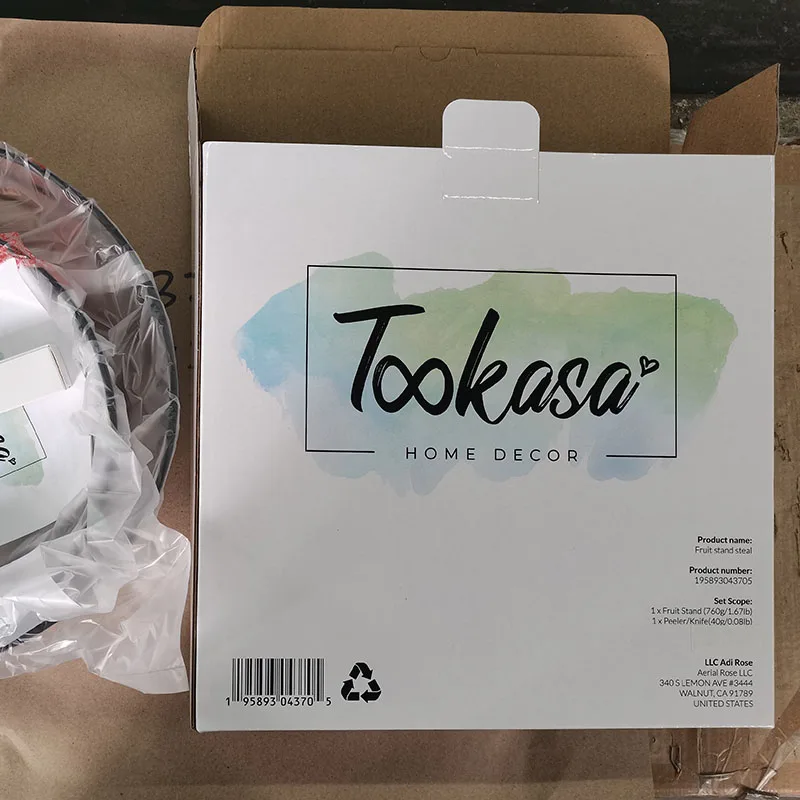 Tookasa
HOME DECOR
Product name:
Fruit stand steal
Product number:
195893043705
Set Scope:
1 x Fruit Stand (760g/1.67lb)
1 x Peeler/Knife(40g/0.08lb)
LLC Adi Rose
Aerial Rose LLC
340 S LEMON AVE #3444
WALNUT, CA 91789
UNITED STATES
1 95893 04370 5